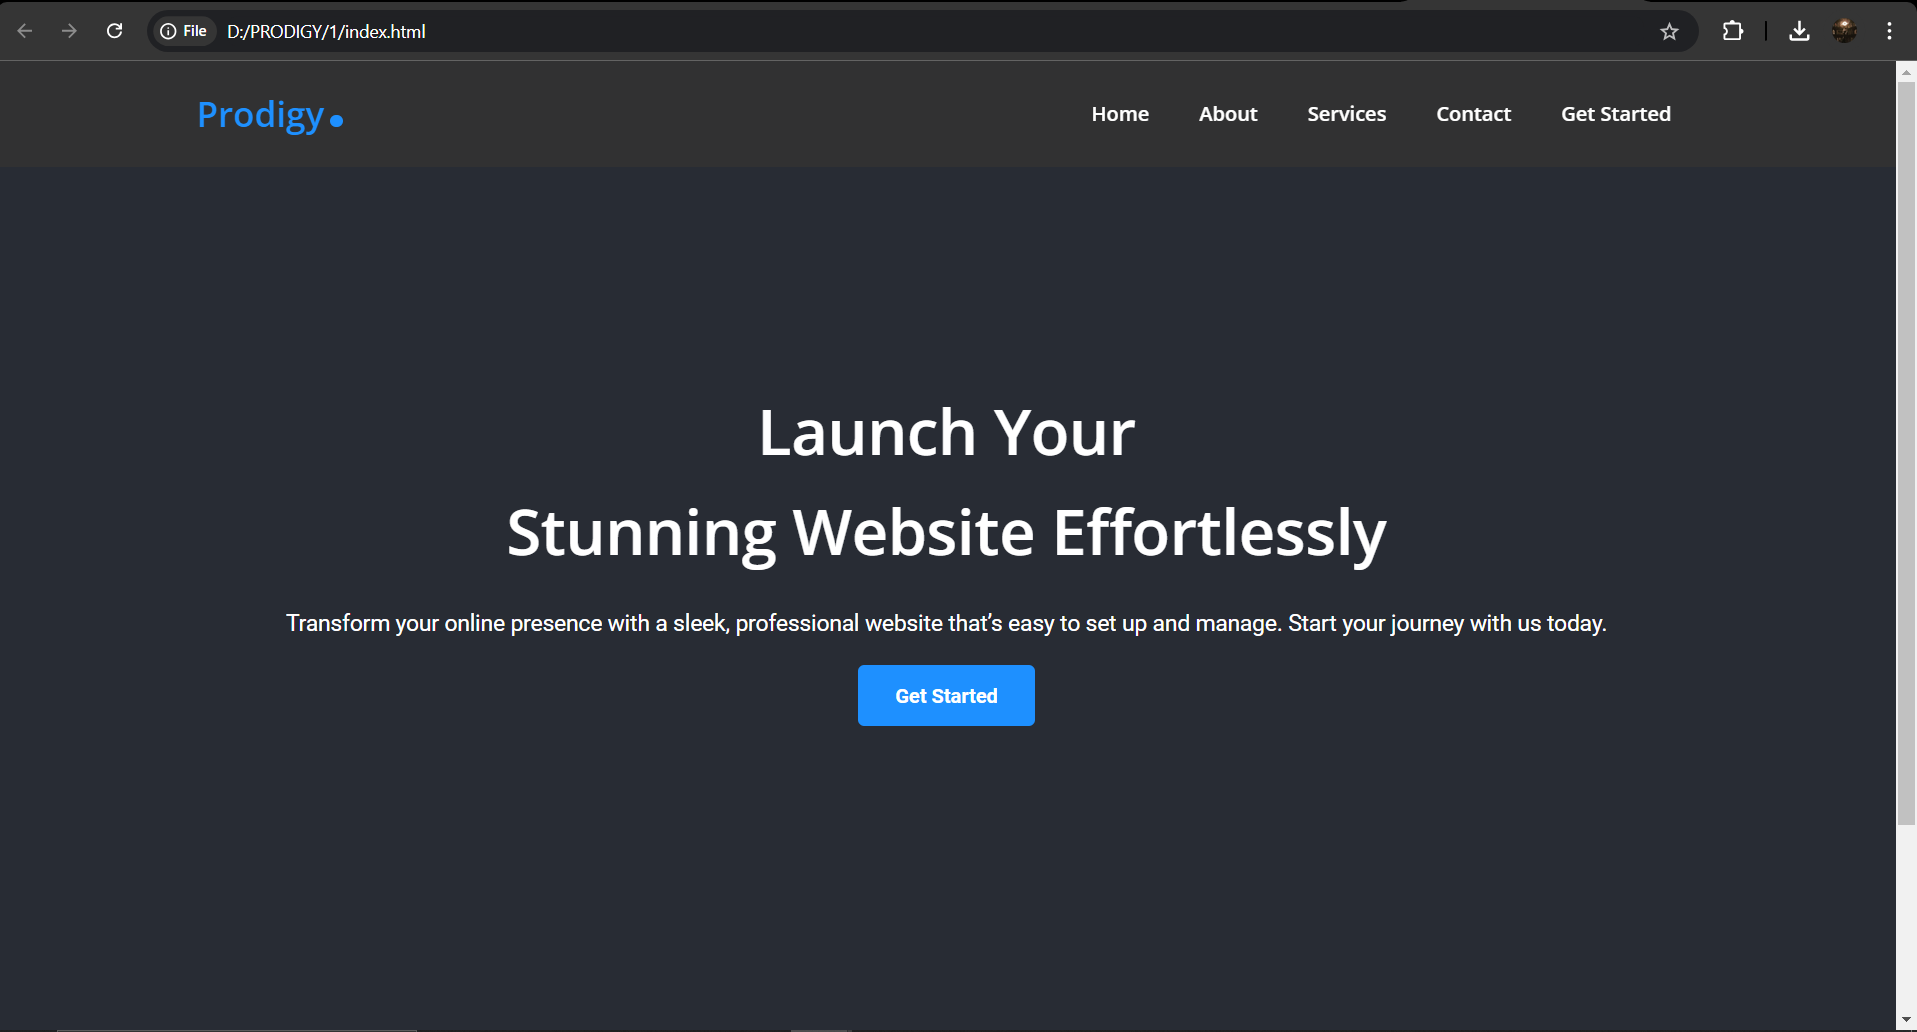 File D:/PRODIGY/1/index.html
Prodigy.
Home About Services Contact Get Started
Launch Your
Stunning Website Effortlessly
Transform your online presence with a sleek, professional website that’s easy to set up and manage. Start your journey with us today.
Get Started